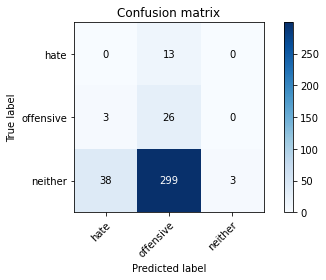 Confusion matrix
hate 0 13 0
offensive 3 26 0
neither 38 299 3
hate offensive neither
True label
Predicted label
250
200
150
100
50
0